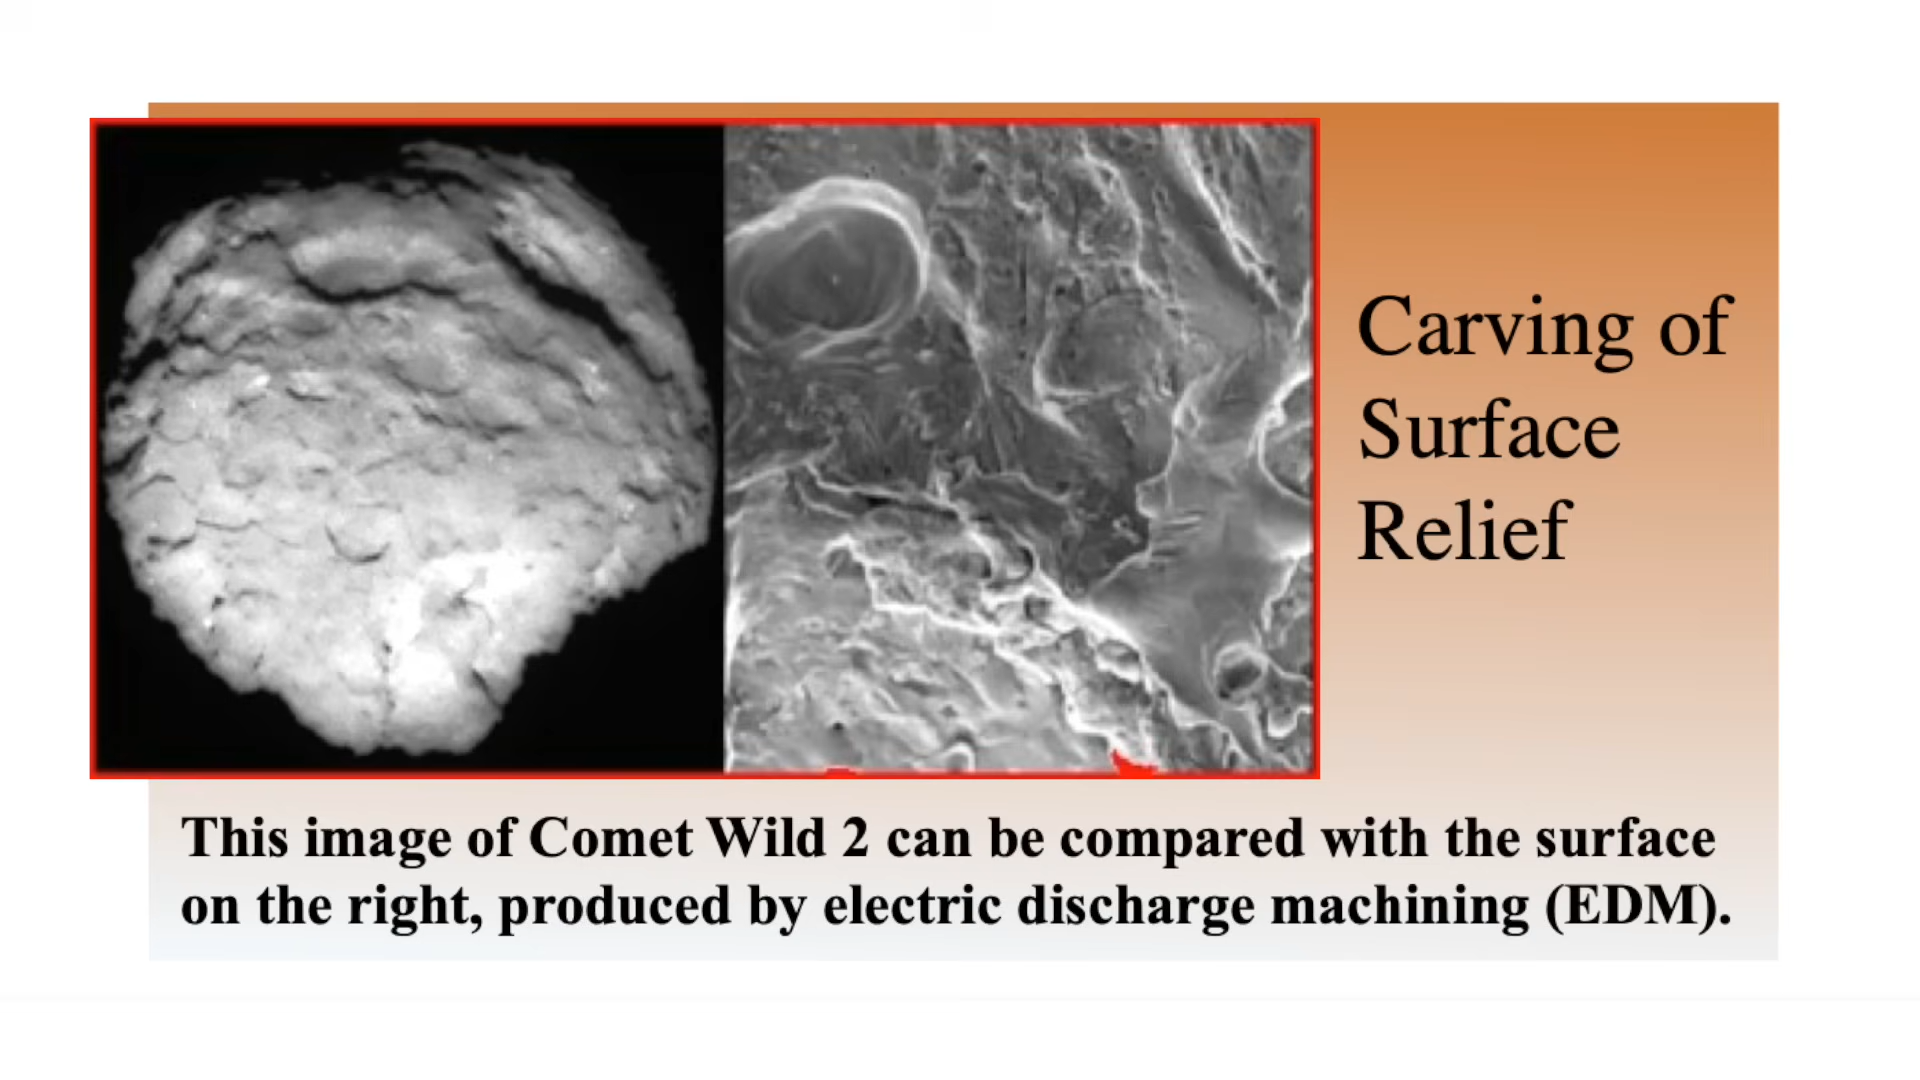 Carving of
Surface
Relief
This image of Comet Wild 2 can be compared with the surface
on the right, produced by electric discharge machining (EDM).